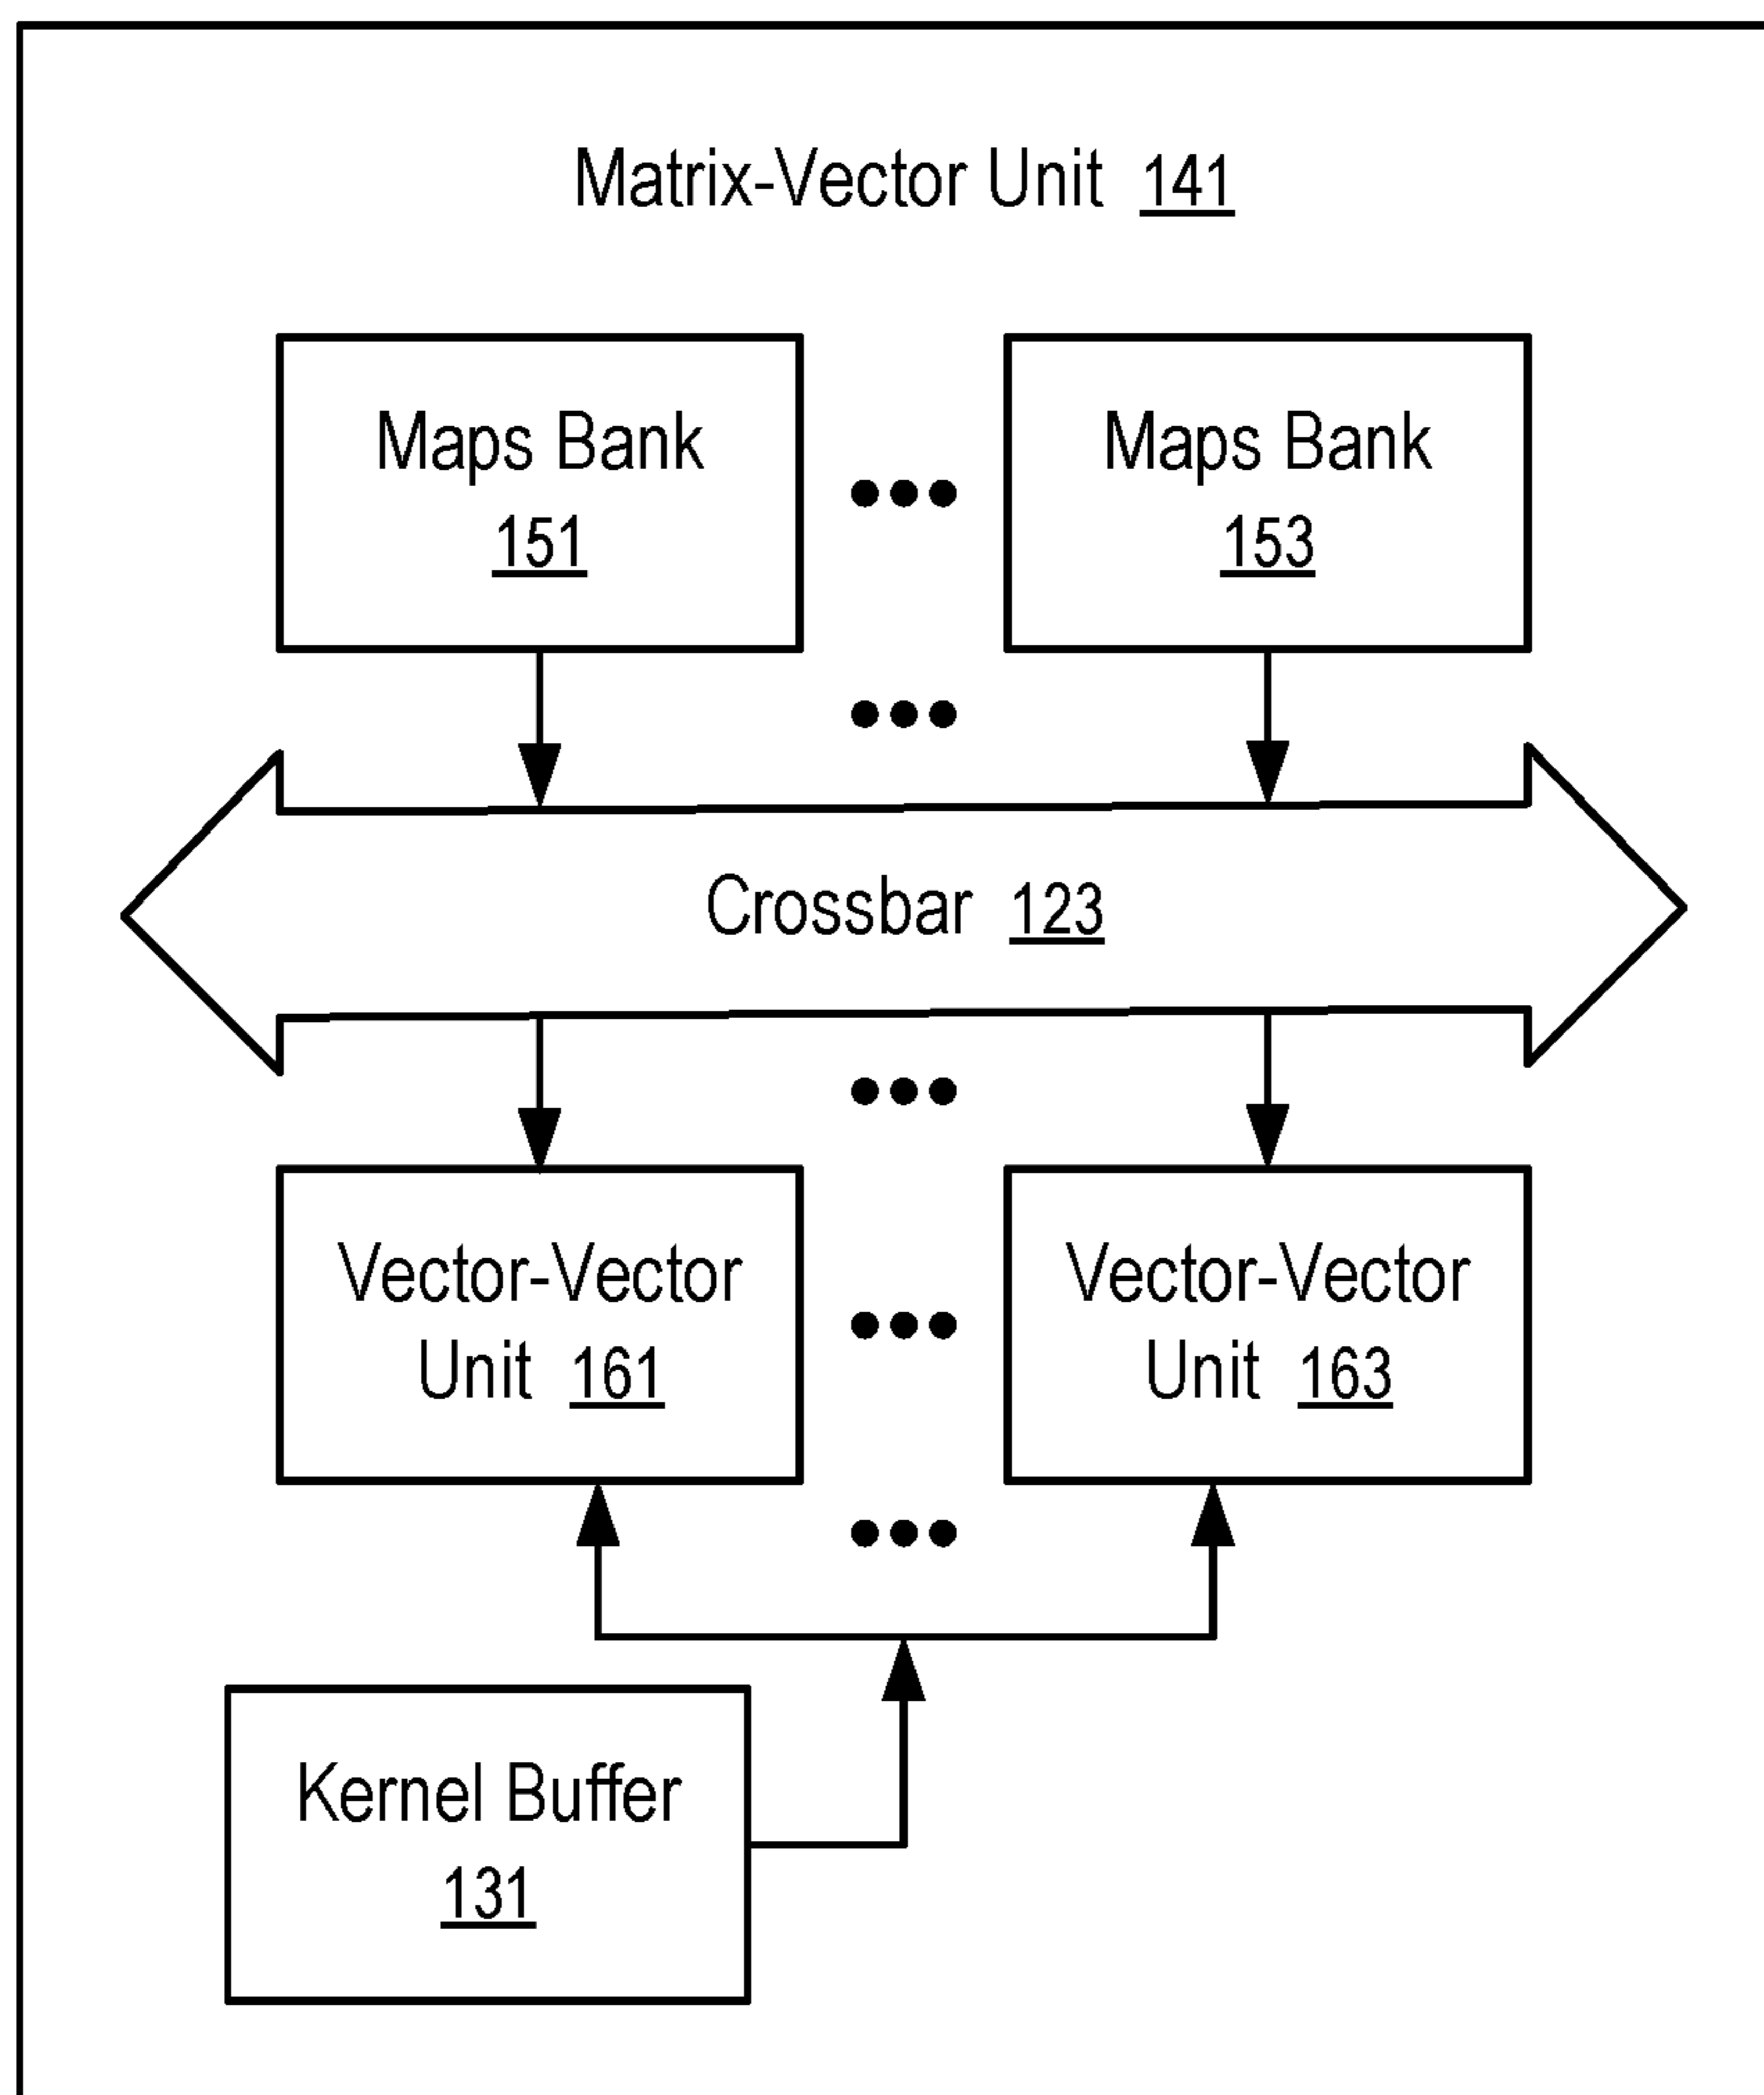 Matrix-Vector Unit 141
Maps Bank
151
Maps Bank
153
Crossbar 123
Vector-Vector
Unit 161
Vector-Vector
Unit 163
Kernel Buffer
131